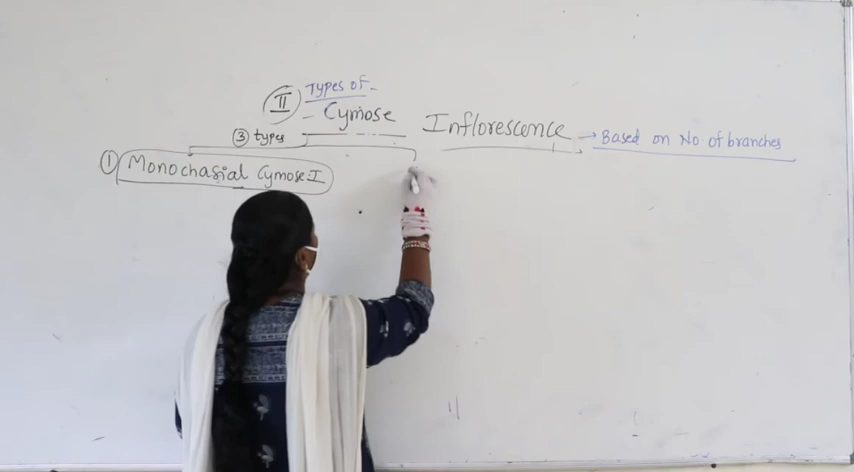 II Types of -
- Cymose Inflorescence → Based on No. of branches
③ types
① Monochasial Cymose-I